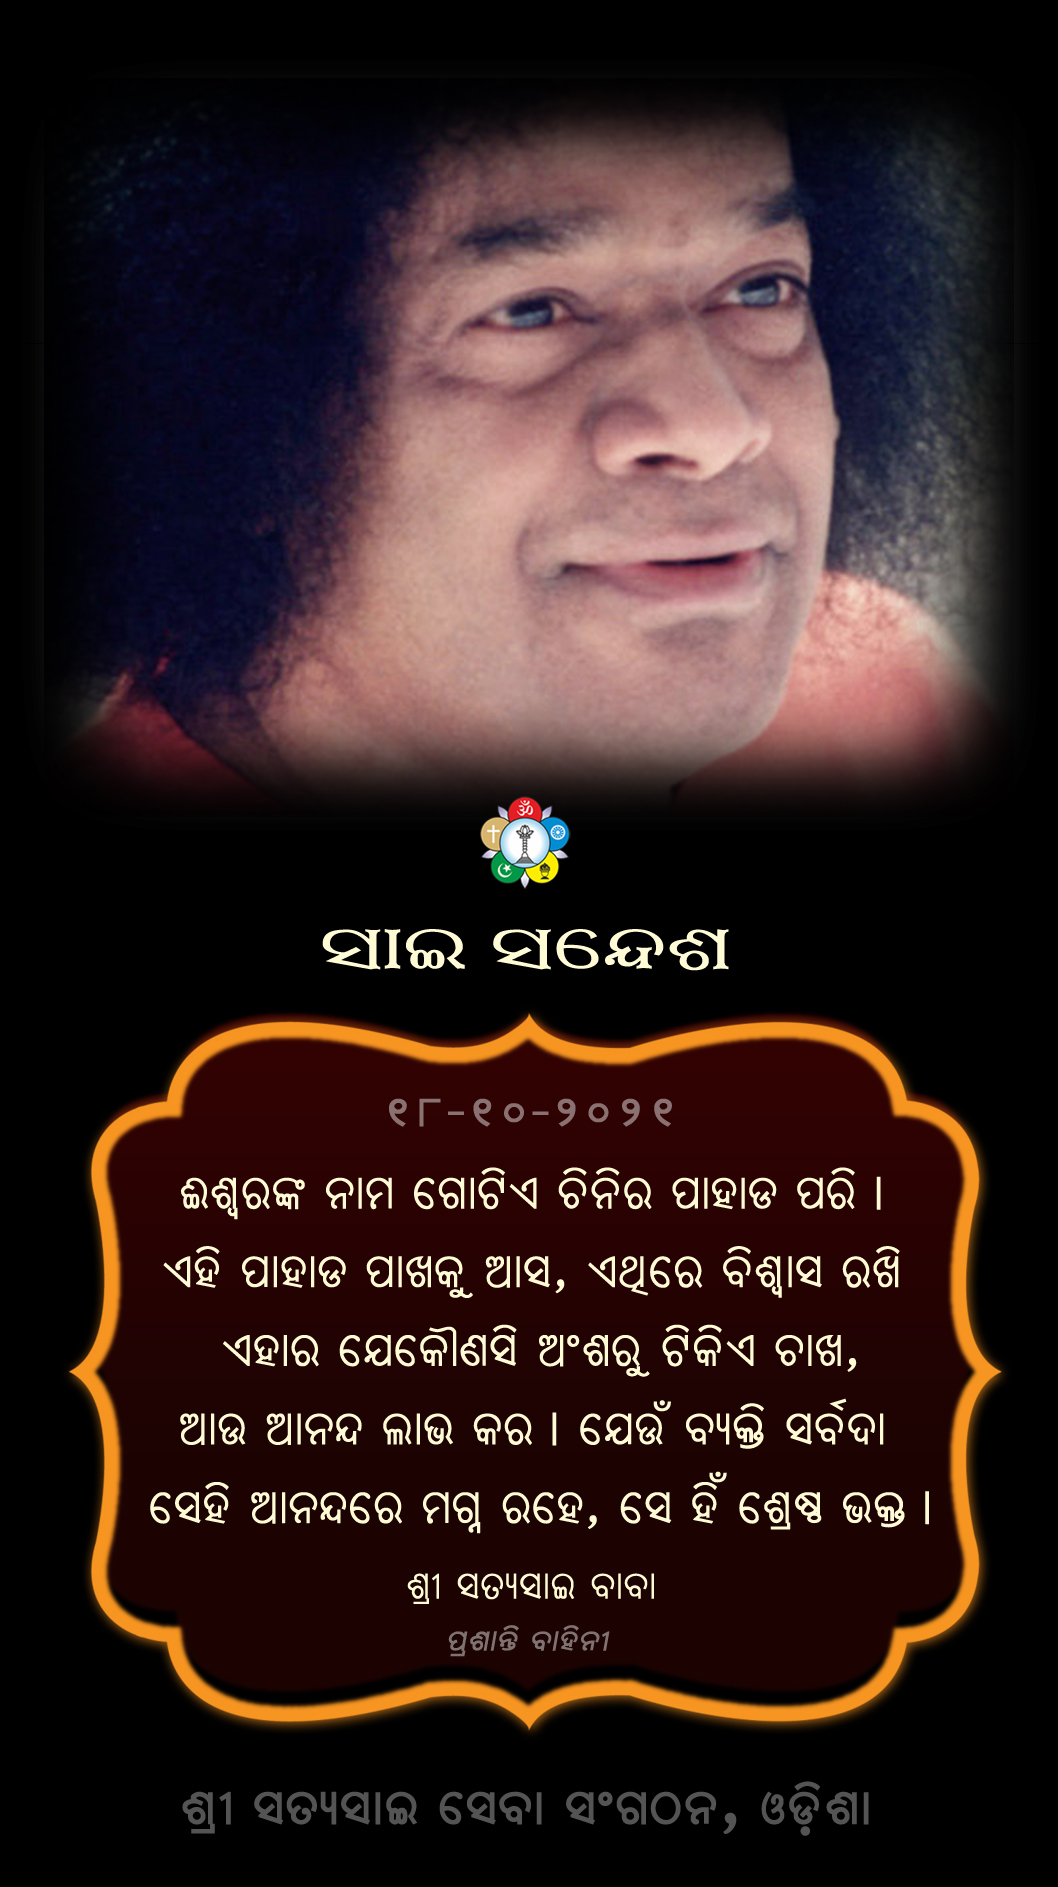 ସାଇ ସନ୍ଦେଶ
୧୮-୧୦-୨୦୨୧
ଈଶ୍ୱରଙ୍କ ନାମ ଗୋଟିଏ ଚିନିର ପାହାଡ ପରି ।
ଏହି ପାହାଡ ପାଖକୁ ଆସ, ଏଥିରେ ବିଶ୍ୱାସ ରଖି
ଏହାର ଯେକୌଣସି ଅଂଶରୁ ଟିକିଏ ଚାଖ,
ଆଉ ଆନନ୍ଦ ଲାଭ କର । ଯେଉଁ ବ୍ୟକ୍ତି ସର୍ବଦା
ସେହି ଆନନ୍ଦରେ ମଗ୍ନ ରହେ, ସେ ହିଁ ଶ୍ରେଷ୍ଠ ଭକ୍ତ ।
ଶ୍ରୀ ସତ୍ୟସାଇ ବାବା
ପ୍ରଶାନ୍ତି ବାହିନୀ
ଶ୍ରୀ ସତ୍ୟସାଇ ସେବା ସଂଗଠନ, ଓଡ଼ିଶା